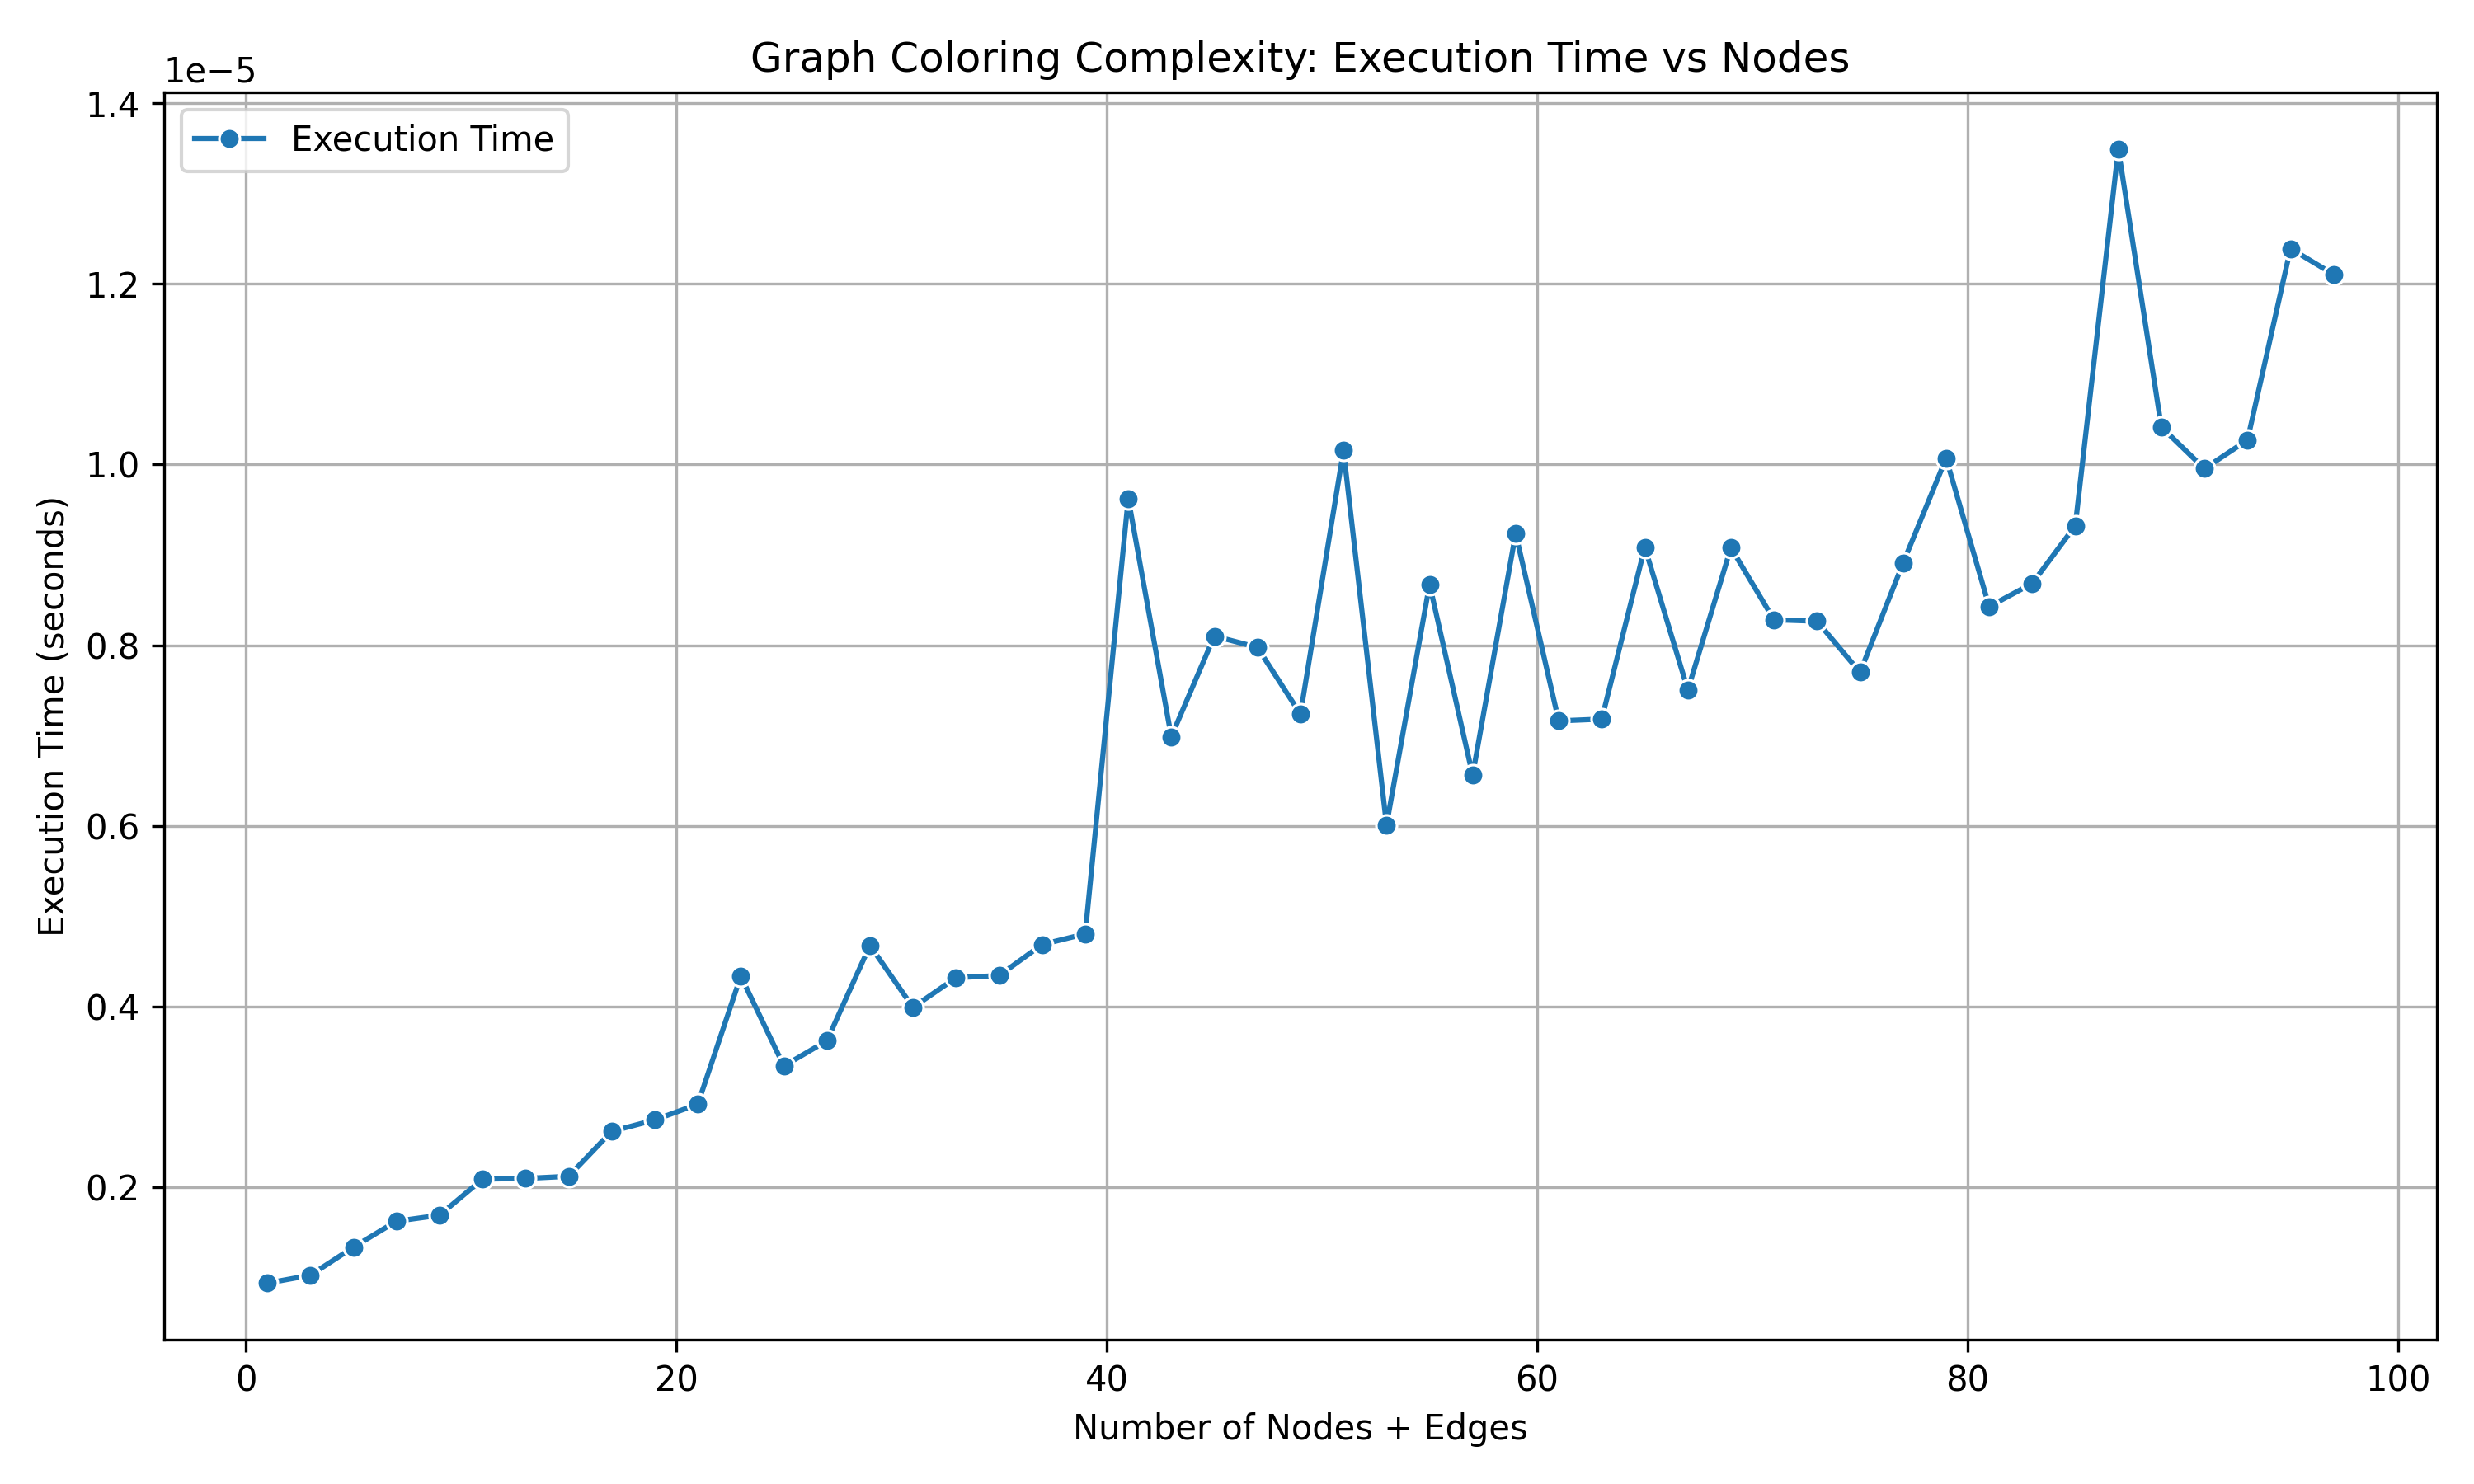 Graph Coloring Complexity: Execution Time vs Nodes
1e−5
1.4
1.2
1.0
0.8
0.6
0.4
0.2
Execution Time
Execution Time (seconds)
0 20 40 60 80 100
Number of Nodes + Edges